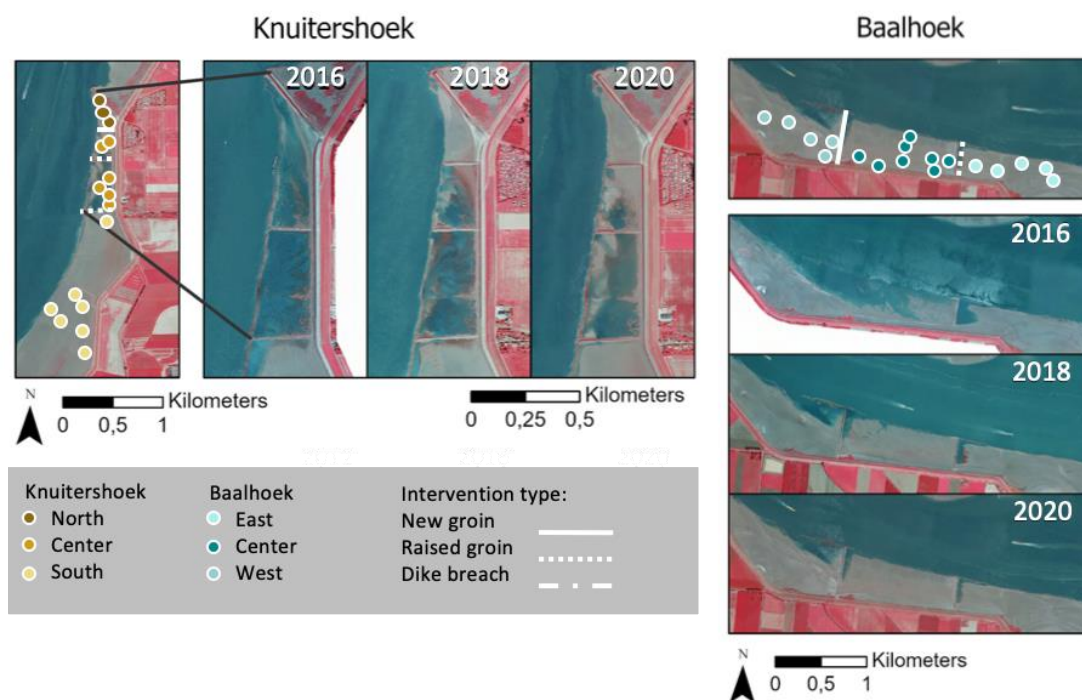 Knuitershoek
Baalhoek
2016
2018
2020
N
Kilometers
0 0,5 1
Kilometers
0 0,25 0,5
2016
2018
2020
Knuitershoek
North
Center
South
Baalhoek
East
Center
West
Intervention type:
New groin
Raised groin
Dike breach
N
Kilometers
0 0,5 1